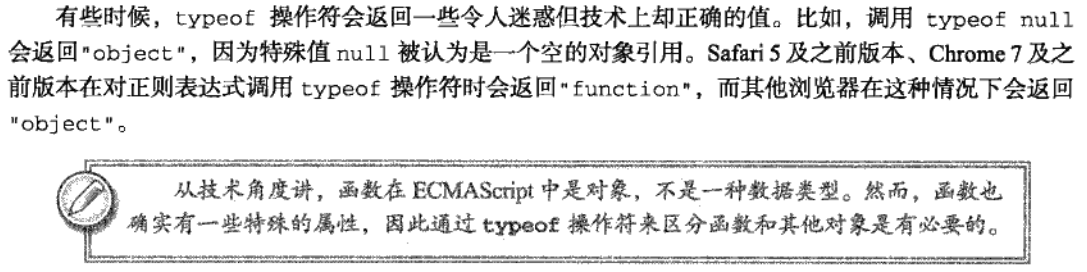 有些时候，typeof 操作符会返回一些令人迷惑但技术上却正确的值。比如，调用 typeof null
会返回"object"，因为特殊值 null 被认为是一个空的对象引用。Safari 5 及之前版本、Chrome 7 及之
前版本在对正则表达式调用 typeof 操作符时会返回"function"，而其他浏览器在这种情况下会返回
"object"。
从技术角度讲，函数在 ECMAScript 中是对象，不是一种数据类型。然而，函数也
确实有一些特殊的属性，因此通过 typeof 操作符来区分函数和其他对象是有必要的。